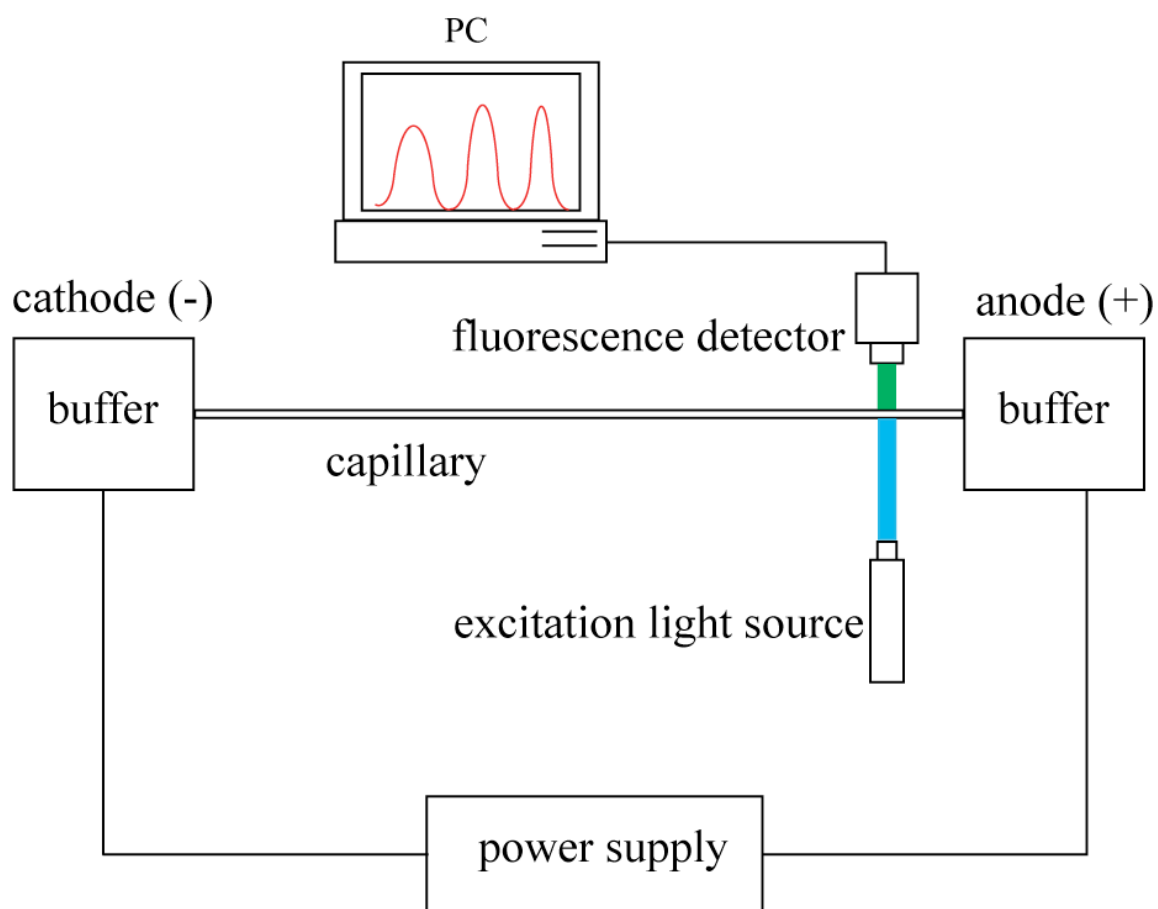 PC
cathode (-)
anode (+)
fluorescence detector
buffer
buffer
capillary
excitation light source
power supply